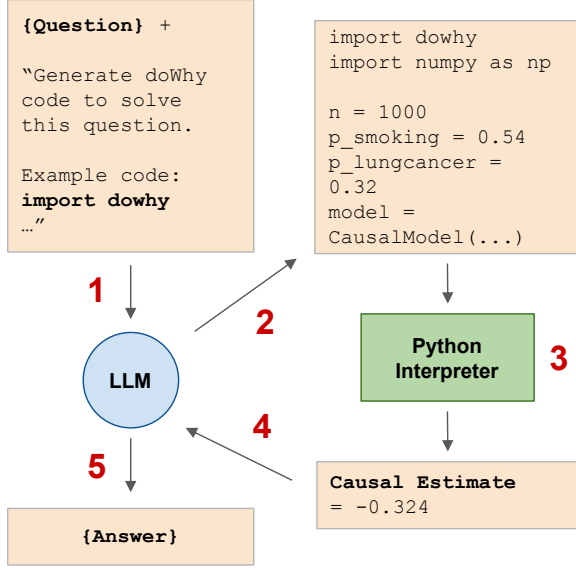 {Question} +
“Generate doWhy
code to solve
this question.
Example code:
import dowhy
…”
1
LLM
2
import dowhy
import numpy as np
n = 1000
p_smoking = 0.54
p_lungcancer =
0.32
model =
CausalModel(...)
Python
Interpreter
3
Causal Estimate
= -0.324
4
5
{Answer}